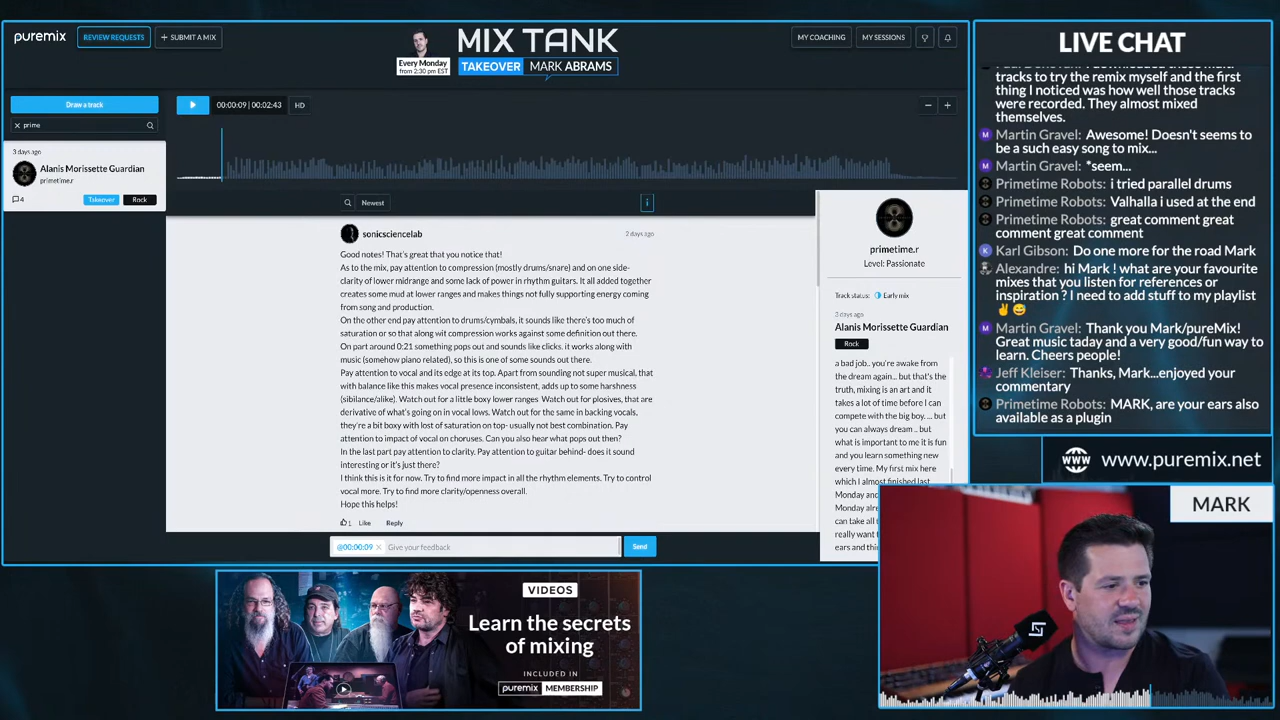 puremix
REVIEW REQUESTS
+ SUBMIT A MIX
Every Monday
from 2:30 pm EST
MIX TANK
TAKEOVER MARK ABRAMS
MY COACHING
MY SESSIONS
Draw a track
× prime
3 days ago
Alanis Morissette Guardian
primetime.r
4
Takeover
Rock
00:00:09 | 00:02:43
HD
Newest
i
sonicsciencelab
2 days ago
Good notes! That's great that you notice that!
As to the mix, pay attention to compression (mostly drums/snare) and on one side-
clarity of lower midrange and some lack of power in rhythm guitars. It all added together
creates some mud at lower ranges and makes things not fully supporting energy coming
from song and production.
On the other end pay attention to drums/cymbals, it sounds like there's too much of
saturation or so that along wit compression works against some definition out there.
On part around 0:21 something pops out and sounds like clicks. it works along with
music (somehow piano related), so this is one of some sounds out there.
Pay attention to vocal and its edge at its top. Apart from sounding not super musical, that
with balance like this makes vocal presence inconsistent, adds up to some harshness
(sibilance/alike). Watch out for a little boxy lower ranges Watch out for plosives, that are
derivative of what's going on in vocal lows. Watch out for the same in backing vocals,
they're a bit boxy with lost of saturation on top- usually not best combination. Pay
attention to impact of vocal on choruses. Can you also hear what pops out then?
In the last part pay attention to clarity. Pay attention to guitar behind- does it sound
interesting or it's just there?
I think this is it for now. Try to find more impact in all the rhythm elements. Try to control
vocal more. Try to find more clarity/openness overall.
Hope this helps!
1 Like Reply
@00:00:09 × Give your feedback
Send
primetime.r
Level: Passionate
Track status: Early mix
3 days ago
Alanis Morissette Guardian
Rock
a bad job.. you're awake from
the dream again... but that's the
truth, mixing is an art and it
takes a lot of time before I can
compete with the big boy. ... but
you can always dream .. but
what is important to me it is fun
and you learn something new
every time. My first mix here
which I almost finished last
Monday and
Monday alre
can take all t
really want t
ears and thi
LIVE CHAT
tracks to try the remix myself and the first
thing I noticed was how well those tracks
were recorded. They almost mixed
themselves.
M Martin Gravel: Awesome! Doesn't seems to
be a such easy song to mix...
M Martin Gravel: *seem...
Primetime Robots: i tried parallel drums
Primetime Robots: Valhalla i used at the end
Primetime Robots: great comment great
comment great comment
K Karl Gibson: Do one more for the road Mark
Alexandre: hi Mark ! what are your favourite
mixes that you listen for references or
inspiration ? I need to add stuff to my playlist
✌😄
M Martin Gravel: Thank you Mark/pureMix!
Great music taday and a very good/fun way to
learn. Cheers people!
Jeff Kleiser: Thanks, Mark...enjoyed your
commentary
Primetime Robots: MARK, are your ears also
available as a plugin
WWW www.puremix.net
MARK
VIDEOS
Learn the secrets
of mixing
INCLUDED IN
puremix MEMBERSHIP